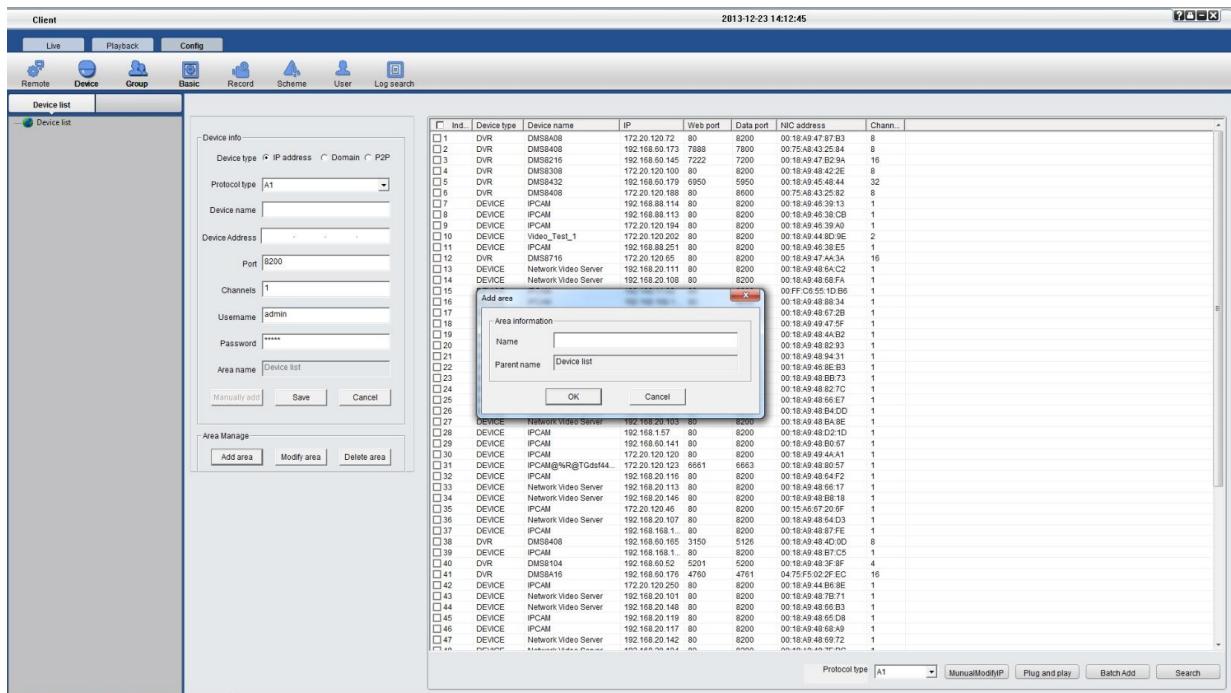 Client 2013-12-23 14:12:45
Live Playback Config
Remote Device Group Basic Record Scheme User Log search
Device list
Device list
Device info
Device type IP address Domain P2P
Protocol type A1
Device name
Device Address . . .
Port 8200
Channels 1
Username admin
Password *****
Area name Device list
Manually add Save Cancel
Area Manage
Add area Modify area Delete area
Ind... Device type Device name IP Web port Data port NIC address Chann...
1 DVR DMS8A08 172.20.120.72 80 8200 00:18:A9:47:87:B3 8
2 DVR DMS8408 192.168.60.173 7888 7800 00:75:A8:43:25:84 8
3 DVR DMS8216 192.168.60.145 7222 7200 00:18:A9:47:B2:9A 16
4 DVR DMS8308 172.20.120.100 80 8200 00:18:A9:48:42:2E 8
5 DVR DMS8432 192.168.60.179 6950 5950 00:18:A9:45:48:44 32
6 DVR DMS8408 172.20.120.188 80 8600 00:75:A8:43:25:82 8
7 DEVICE IPCAM 192.168.88.114 80 8200 00:18:A9:46:39:13 1
8 DEVICE IPCAM 192.168.88.113 80 8200 00:18:A9:46:38:CB 1
9 DEVICE IPCAM 172.20.120.194 80 8200 00:18:A9:46:39:A0 1
10 DEVICE Video_Test_1 172.20.120.202 80 8200 00:18:A9:44:8D:9E 2
11 DEVICE IPCAM 192.168.88.251 80 8200 00:18:A9:46:38:E5 1
12 DVR DMS8716 172.20.120.65 80 8200 00:18:A9:47:AA:3A 16
13 DEVICE Network Video Server 192.168.20.111 80 8200 00:18:A9:48:6A:C2 1
14 DEVICE Network Video Server 192.168.20.108 80 8200 00:18:A9:48:68:FA 1
15 00:FF:C6:55:1D:B6 1
16 00:18:A9:48:88:34 1
17 00:18:A9:48:67:2B 1
18 00:18:A9:49:47:5F 1
19 00:18:A9:48:4A:B2 1
20 00:18:A9:48:82:93 1
21 00:18:A9:48:94:31 1
22 00:18:A9:46:8E:B3 1
23 00:18:A9:48:BB:73 1
24 00:18:A9:48:82:7C 1
25 00:18:A9:48:66:E7 1
26 00:18:A9:48:B4:DD 1
27 DEVICE Network Video Server 192.168.20.103 80 8200 00:18:A9:48:BA:8E 1
28 DEVICE IPCAM 192.168.1.57 80 8200 00:18:A9:48:D2:1D 1
29 DEVICE IPCAM 192.168.60.141 80 8200 00:18:A9:48:B0:67 1
30 DEVICE IPCAM 172.20.120.120 80 8200 00:18:A9:49:4A:A1 1
31 DEVICE IPCAM@%R@TGdsf44... 172.20.120.123 6661 6663 00:18:A9:48:80:57 1
32 DEVICE IPCAM 192.168.20.116 80 8200 00:18:A9:48:64:F2 1
33 DEVICE Network Video Server 192.168.20.113 80 8200 00:18:A9:48:66:17 1
34 DEVICE Network Video Server 192.168.20.146 80 8200 00:18:A9:48:B8:18 1
35 DEVICE IPCAM 172.20.120.46 80 8200 00:15:A6:67:20:6F 1
36 DEVICE Network Video Server 192.168.20.107 80 8200 00:18:A9:48:64:D3 1
37 DEVICE IPCAM 192.168.168.1... 80 8200 00:18:A9:48:87:FE 1
38 DVR DMS8408 192.168.60.165 3150 5126 00:18:A9:48:4D:0D 8
39 DEVICE IPCAM 192.168.168.1... 80 8200 00:18:A9:48:B7:C5 1
40 DVR DMS8104 192.168.60.52 5201 5200 00:18:A9:48:3F:8F 4
41 DVR DMS8A16 192.168.60.176 4760 4761 04:75:F5:02:2F:EC 16
42 DEVICE IPCAM 172.20.120.250 80 8200 00:18:A9:44:B6:8E 1
43 DEVICE Network Video Server 192.168.20.101 80 8200 00:18:A9:48:7B:71 1
44 DEVICE Network Video Server 192.168.20.148 80 8200 00:18:A9:48:66:B3 1
45 DEVICE IPCAM 192.168.20.119 80 8200 00:18:A9:48:65:D8 1
46 DEVICE IPCAM 192.168.20.117 80 8200 00:18:A9:48:68:A9 1
47 DEVICE Network Video Server 192.168.20.142 80 8200 00:18:A9:48:69:72 1
Add area
Area information
Name
Parent name Device list
OK Cancel
Protocol type A1 MunualModifyIP Plug and play Batch Add Search